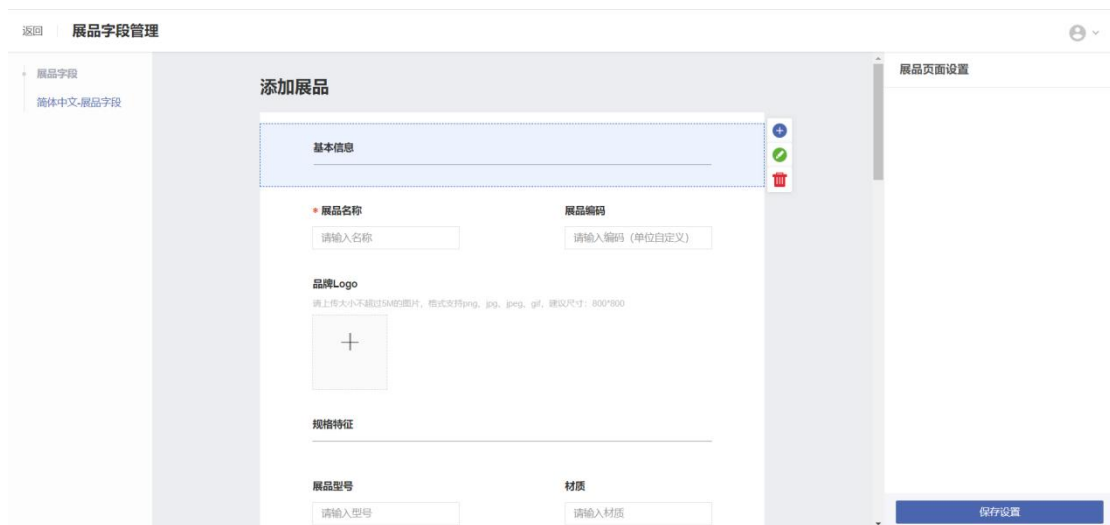 返回 展品字段管理
展品字段
简体中文-展品字段
添加展品
基本信息
* 展品名称 展品编码
请输入名称 请输入编码（单位自定义）
品牌Logo
请上传大小不超过5M的图片，格式支持png，jpg，jpeg，gif，建议尺寸：800*800
规格特征
展品型号 材质
请输入型号 请输入材质
展品页面设置
保存设置